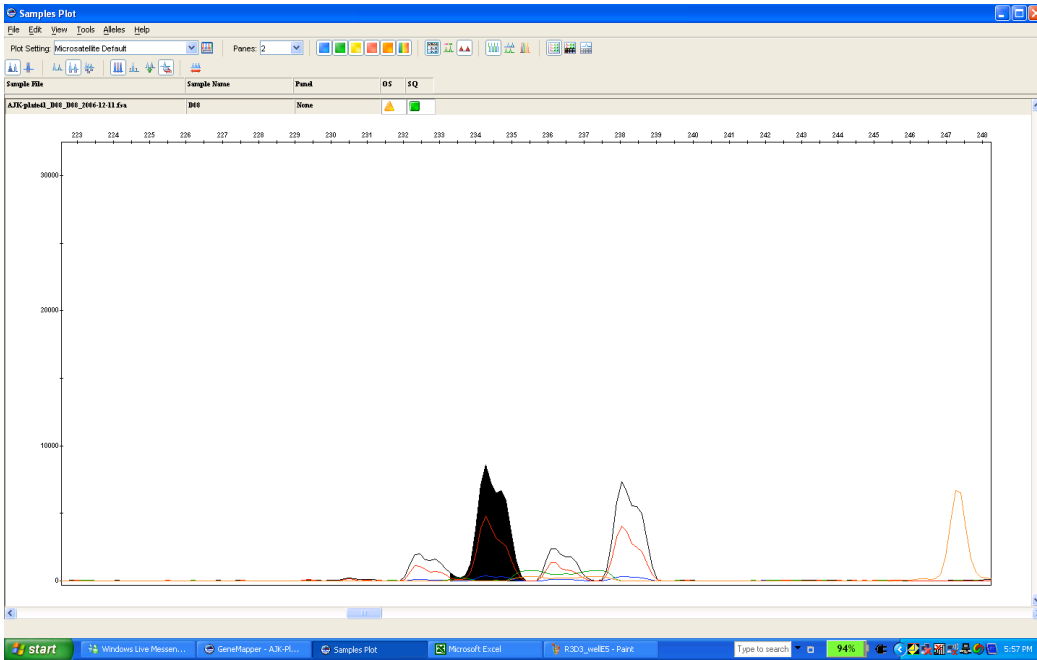 Samples Plot
File Edit View Tools Alleles Help
Plot Setting: Microsatellite Default Panes: 2
Sample File Sample Name Panel OS SQ
AJK-plate41_D08_D08_2006-12-11.fsa D08 None
223 224 225 226 227 228 229 230 231 232 233 234 235 236 237 238 239 240 241 242 243 244 245 246 247 248
30000
20000
10000
0
start Windows Live Messen... GeneMapper - AJK-Pl... Samples Plot Microsoft Excel R3D3_wellE5 - Paint Type to search 94% 5:57 PM